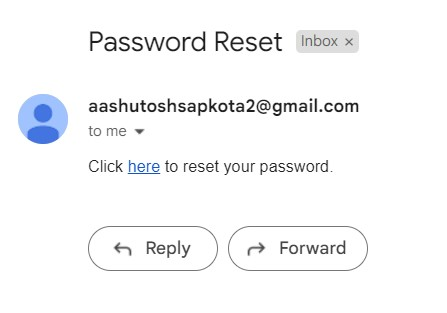 Password Reset Inbox ×
aashutoshsapkota2@gmail.com
to me
Click here to reset your password.
Reply Forward